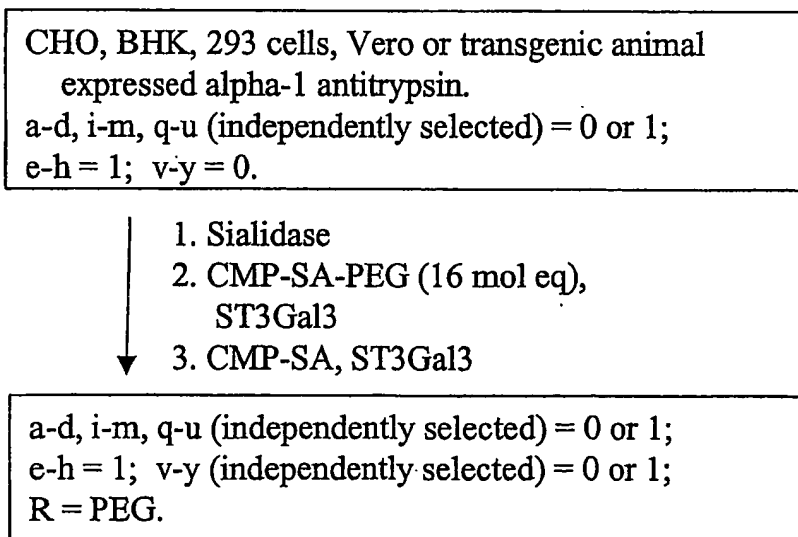 CHO, BHK, 293 cells, Vero or transgenic animal
expressed alpha-1 antitrypsin.
a-d, i-m, q-u (independently selected) = 0 or 1;
e-h = 1; v-y = 0.
1. Sialidase
2. CMP-SA-PEG (16 mol eq),
ST3Gal3
3. CMP-SA, ST3Gal3
a-d, i-m, q-u (independently selected) = 0 or 1;
e-h = 1; v-y (independently selected) = 0 or 1;
R = PEG.